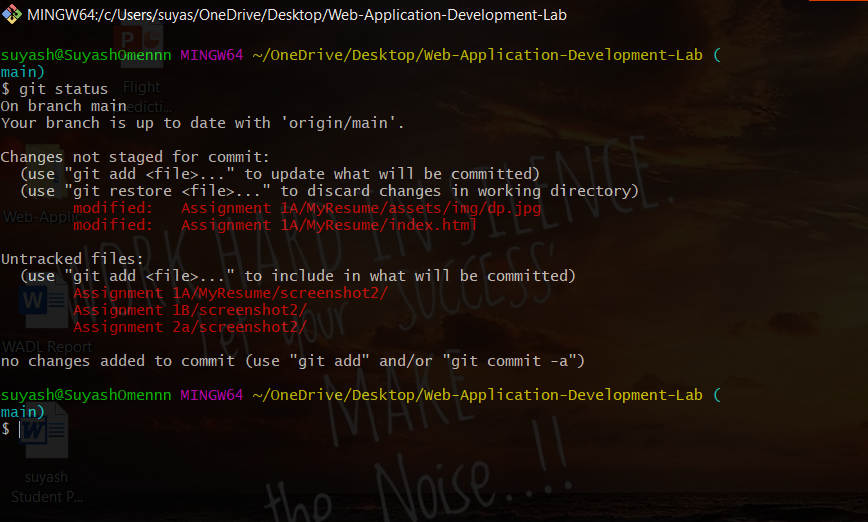 MINGW64:/c/Users/suyas/OneDrive/Desktop/Web-Application-Development-Lab
suyash@SuyashOmennn MINGW64 ~/OneDrive/Desktop/Web-Application-Development-Lab (
main)
$ git status
On branch main
Your branch is up to date with 'origin/main'.
Changes not staged for commit:
(use "git add <file>..." to update what will be committed)
(use "git restore <file>..." to discard changes in working directory)
modified:   Assignment 1A/MyResume/assets/img/dp.jpg
modified:   Assignment 1A/MyResume/index.html
Untracked files:
(use "git add <file>..." to include in what will be committed)
Assignment 1A/MyResume/screenshot2/
Assignment 1B/screenshot2/
Assignment 2a/screenshot2/
no changes added to commit (use "git add" and/or "git commit -a")
suyash@SuyashOmennn MINGW64 ~/OneDrive/Desktop/Web-Application-Development-Lab (
main)
$
Flight
Web-Applic
WADL Report
suyash
Student P...
WORK HARD IN SILENCE.
Let your 'SUCCESS'
MAKE
the Noise...!!